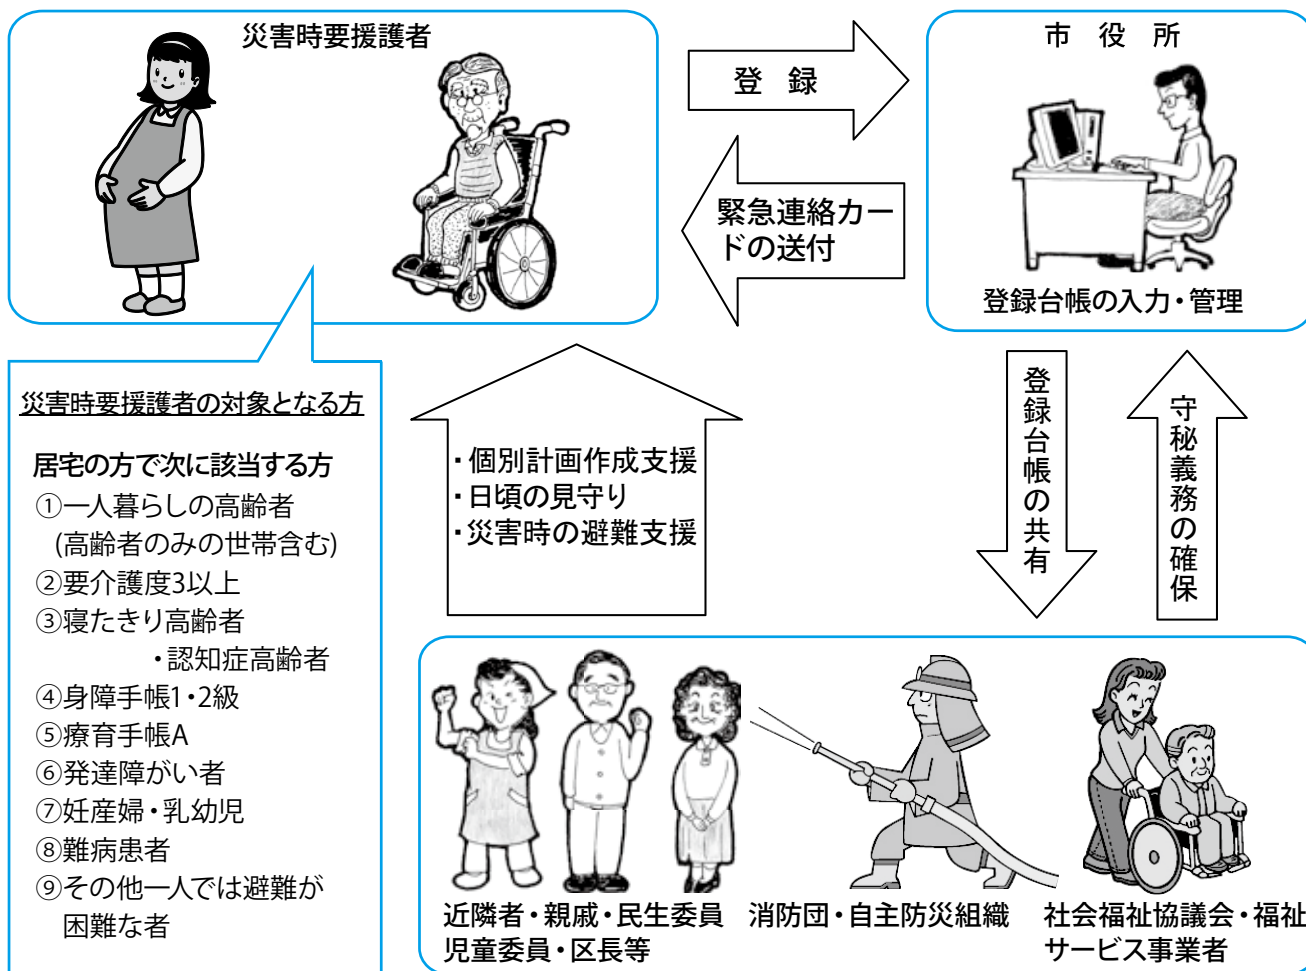 災害時要援護者
市 役 所
登 録
緊急連絡カー
ドの送付
登録台帳の入力・管理
災害時要援護者の対象となる方
居宅の方で次に該当する方
①一人暮らしの高齢者
(高齢者のみの世帯含む)
②要介護度3以上
③寝たきり高齢者
・認知症高齢者
④身障手帳1・2級
⑤療育手帳A
⑥発達障がい者
⑦妊産婦・乳幼児
⑧難病患者
⑨その他一人では避難が
困難な者
・個別計画作成支援
・日頃の見守り
・災害時の避難支援
登録台帳の共有
守秘義務の確保
近隣者・親戚・民生委員
児童委員・区長等
消防団・自主防災組織
社会福祉協議会・福祉
サービス事業者